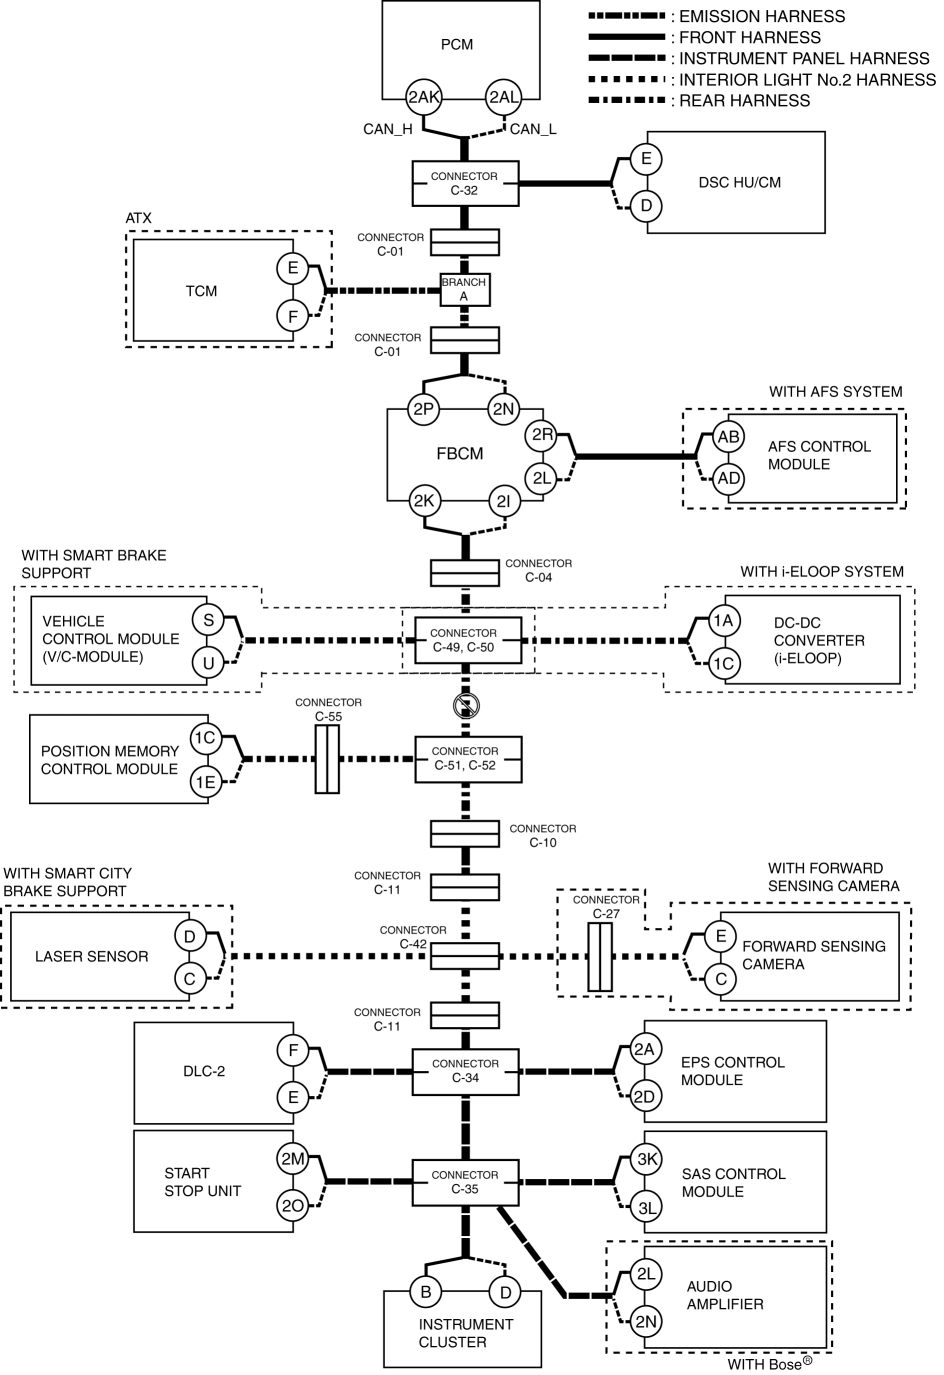 PCM
: EMISSION HARNESS
: FRONT HARNESS
: INSTRUMENT PANEL HARNESS
: INTERIOR LIGHT No.2 HARNESS
: REAR HARNESS
2AK
2AL
CAN_H
CAN_L
CONNECTOR
C-32
E
D
DSC HU/CM
ATX
TCM
E
F
CONNECTOR
C-01
BRANCH
A
CONNECTOR
C-01
2P
2N
FBCM
2R
2L
2K
2I
WITH AFS SYSTEM
AB
AD
AFS CONTROL
MODULE
CONNECTOR
C-04
WITH SMART BRAKE
SUPPORT
VEHICLE
CONTROL MODULE
(V/C-MODULE)
S
U
CONNECTOR
C-49, C-50
WITH i-ELOOP SYSTEM
1A
1C
DC-DC
CONVERTER
(i-ELOOP)
POSITION MEMORY
CONTROL MODULE
1C
1E
CONNECTOR
C-55
CONNECTOR
C-51, C-52
CONNECTOR
C-10
CONNECTOR
C-11
WITH SMART CITY
BRAKE SUPPORT
LASER SENSOR
D
C
CONNECTOR
C-42
CONNECTOR
C-27
WITH FORWARD
SENSING CAMERA
E
C
FORWARD SENSING
CAMERA
CONNECTOR
C-11
DLC-2
F
E
CONNECTOR
C-34
2A
2D
EPS CONTROL
MODULE
START
STOP UNIT
2M
2O
CONNECTOR
C-35
3K
3L
SAS CONTROL
MODULE
B
D
INSTRUMENT
CLUSTER
2L
2N
AUDIO
AMPLIFIER
WITH Bose®